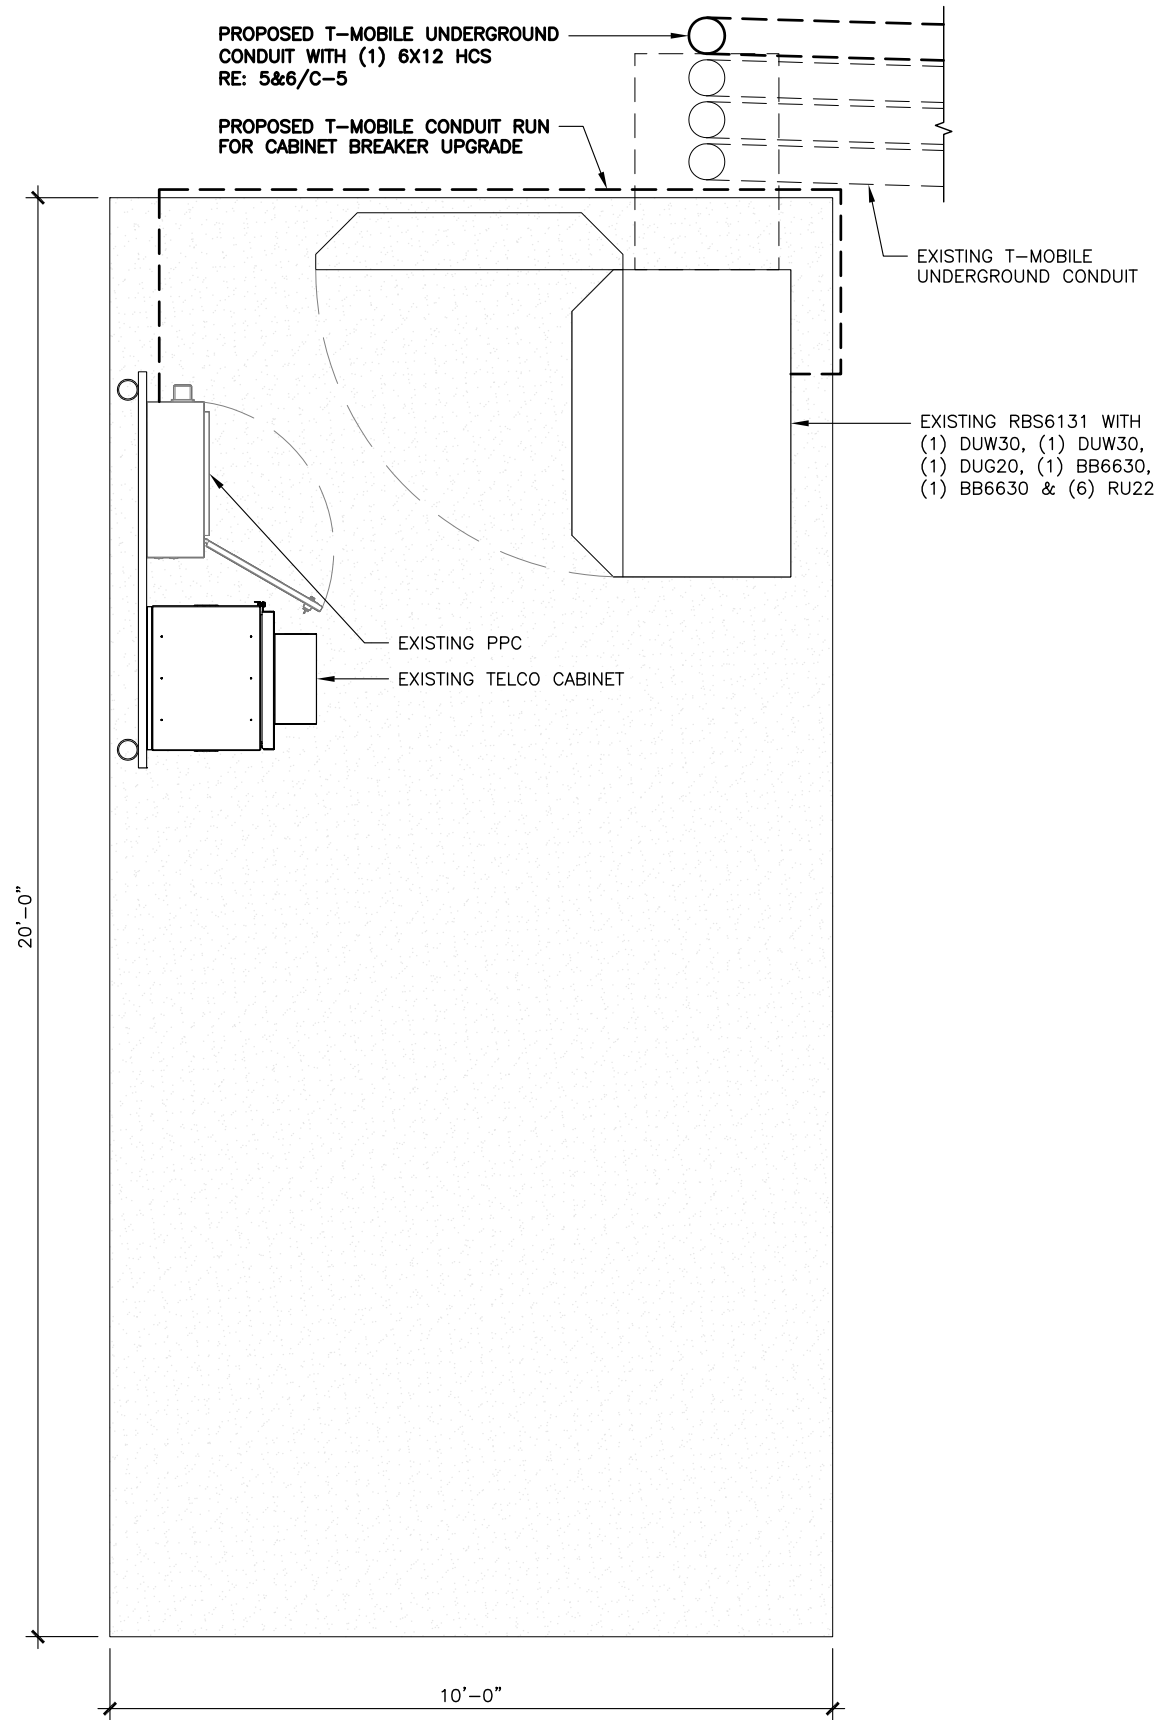 PROPOSED T-MOBILE UNDERGROUND
CONDUIT WITH (1) 6X12 HCS
RE: 5&6/C-5
PROPOSED T-MOBILE CONDUIT RUN
FOR CABINET BREAKER UPGRADE
EXISTING T-MOBILE
UNDERGROUND CONDUIT
EXISTING RBS6131 WITH
(1) DUW30, (1) DUW30,
(1) DUG20, (1) BB6630,
(1) BB6630 & (6) RU22
EXISTING PPC
EXISTING TELCO CABINET
20'-0"
10'-0"